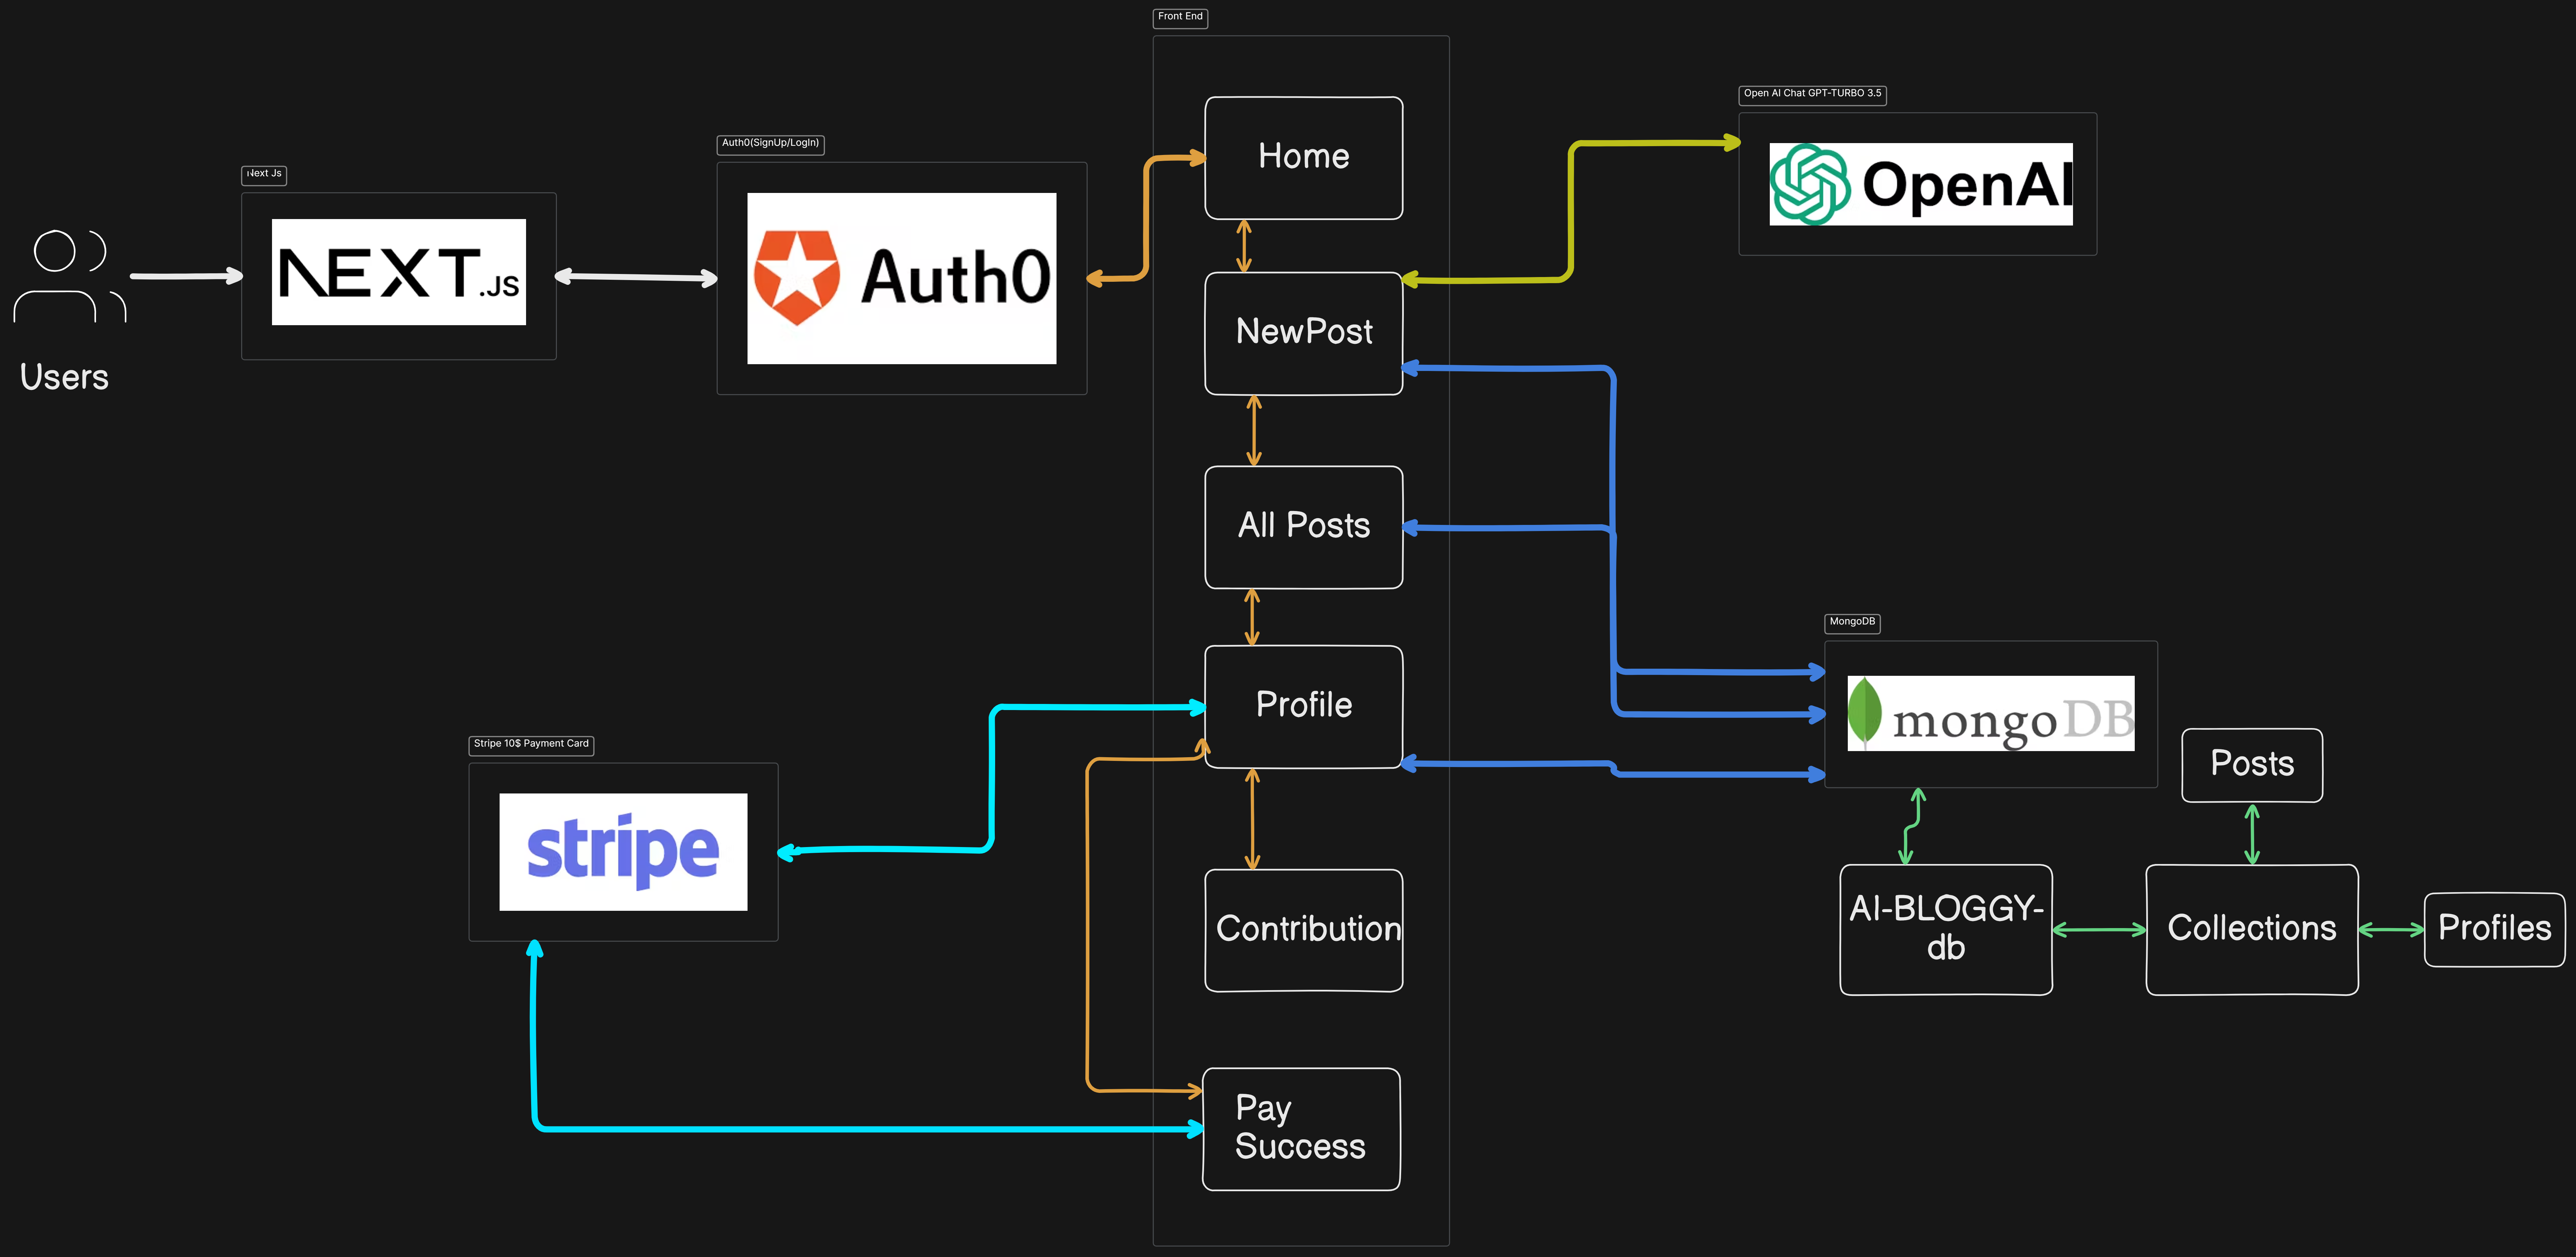 Front End
Home
Open AI Chat GPT-TURBO 3.5
OpenAI
Auth0(SignUp/LogIn)
Auth0
Next Js
NEXT.JS
Users
NewPost
All Posts
MongoDB
mongoDB
Profile
Stripe 10$ Payment Card
stripe
Posts
Contribution
AI-BLOGGY-
db
Collections
Profiles
Pay
Success